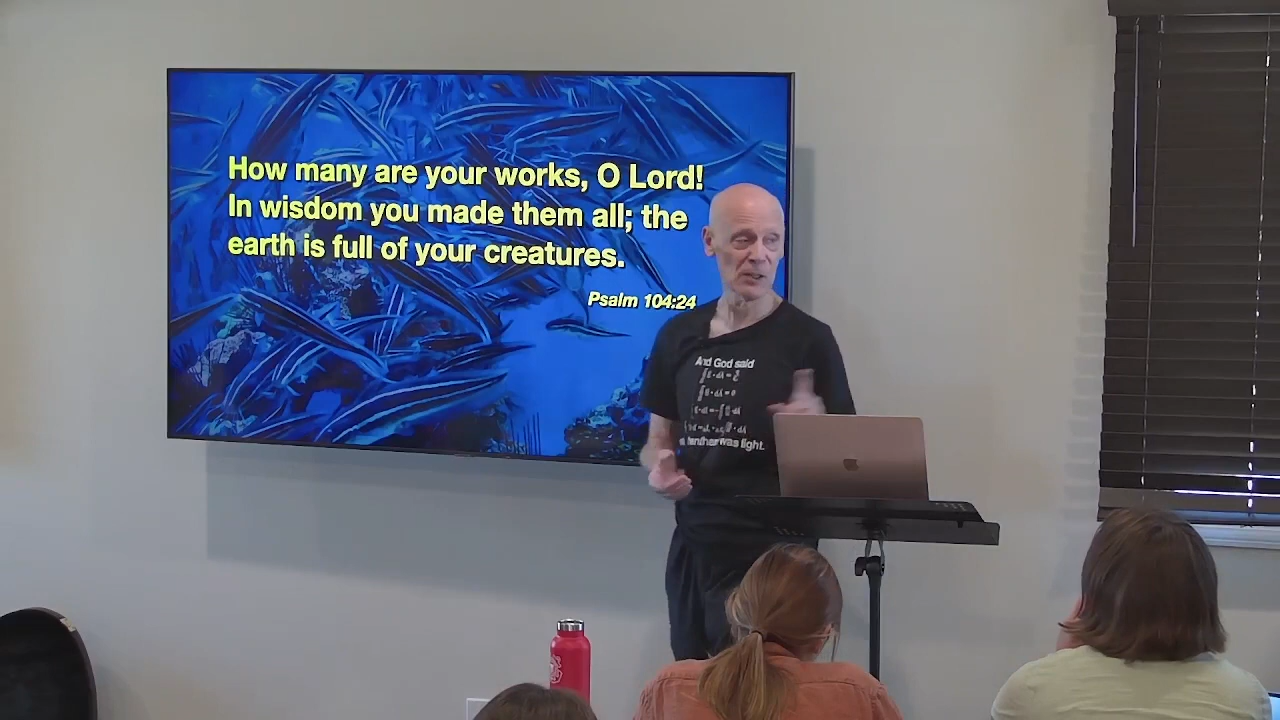 How many are your works, O Lord!
In wisdom you made them all; the
earth is full of your creatures.
Psalm 104:24
And God said
was light.